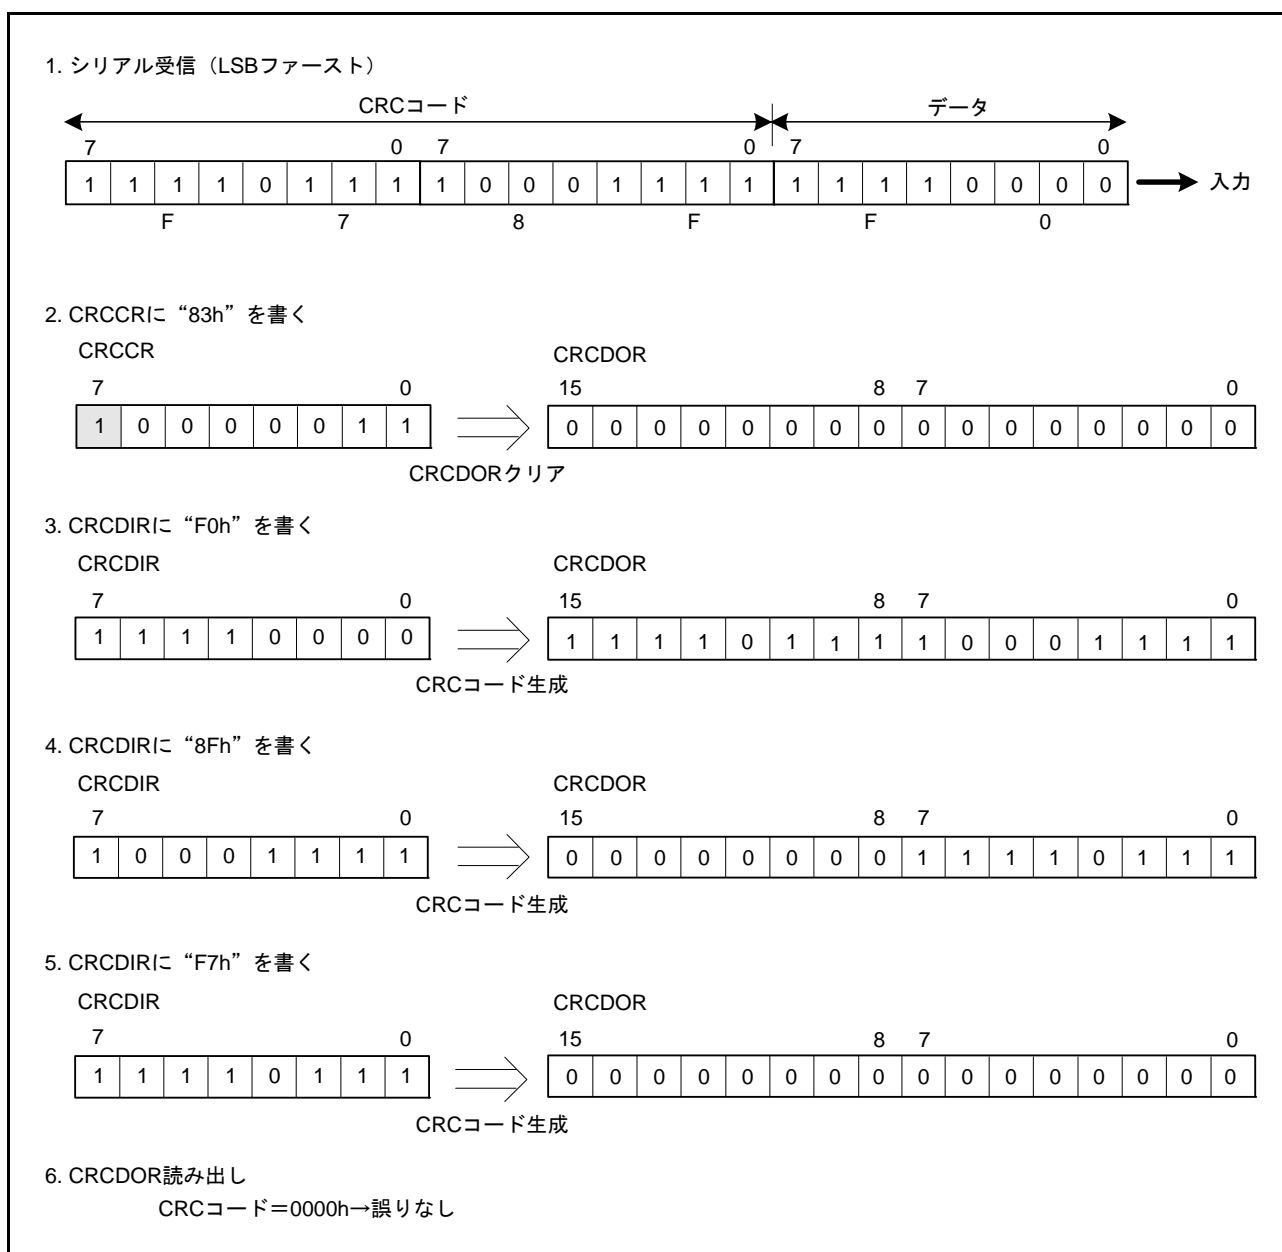 1. シリアル受信（LSBファースト）
CRCコード データ
7 0 7 0 7 0
1 1 1 1 0 1 1 1 1 0 0 0 1 1 1 1 1 1 1 1 0 0 0 0 入力
F 7 8 F F 0
2. CRCCRに“83h”を書く
CRCCR CRCDOR
7 0 15 8 7 0
1 0 0 0 0 0 1 1 0 0 0 0 0 0 0 0 0 0 0 0 0 0 0 0
CRCDORクリア
3. CRCDIRに“F0h”を書く
CRCDIR CRCDOR
7 0 15 8 7 0
1 1 1 1 0 0 0 0 1 1 1 1 0 1 1 1 1 0 0 0 1 1 1 1
CRCコード生成
4. CRCDIRに“8Fh”を書く
CRCDIR CRCDOR
7 0 15 8 7 0
1 0 0 0 1 1 1 1 0 0 0 0 0 0 0 0 1 1 1 1 0 1 1 1
CRCコード生成
5. CRCDIRに“F7h”を書く
CRCDIR CRCDOR
7 0 15 8 7 0
1 1 1 1 0 1 1 1 0 0 0 0 0 0 0 0 0 0 0 0 0 0 0 0
CRCコード生成
6. CRCDOR読み出し
CRCコード＝0000h→誤りなし